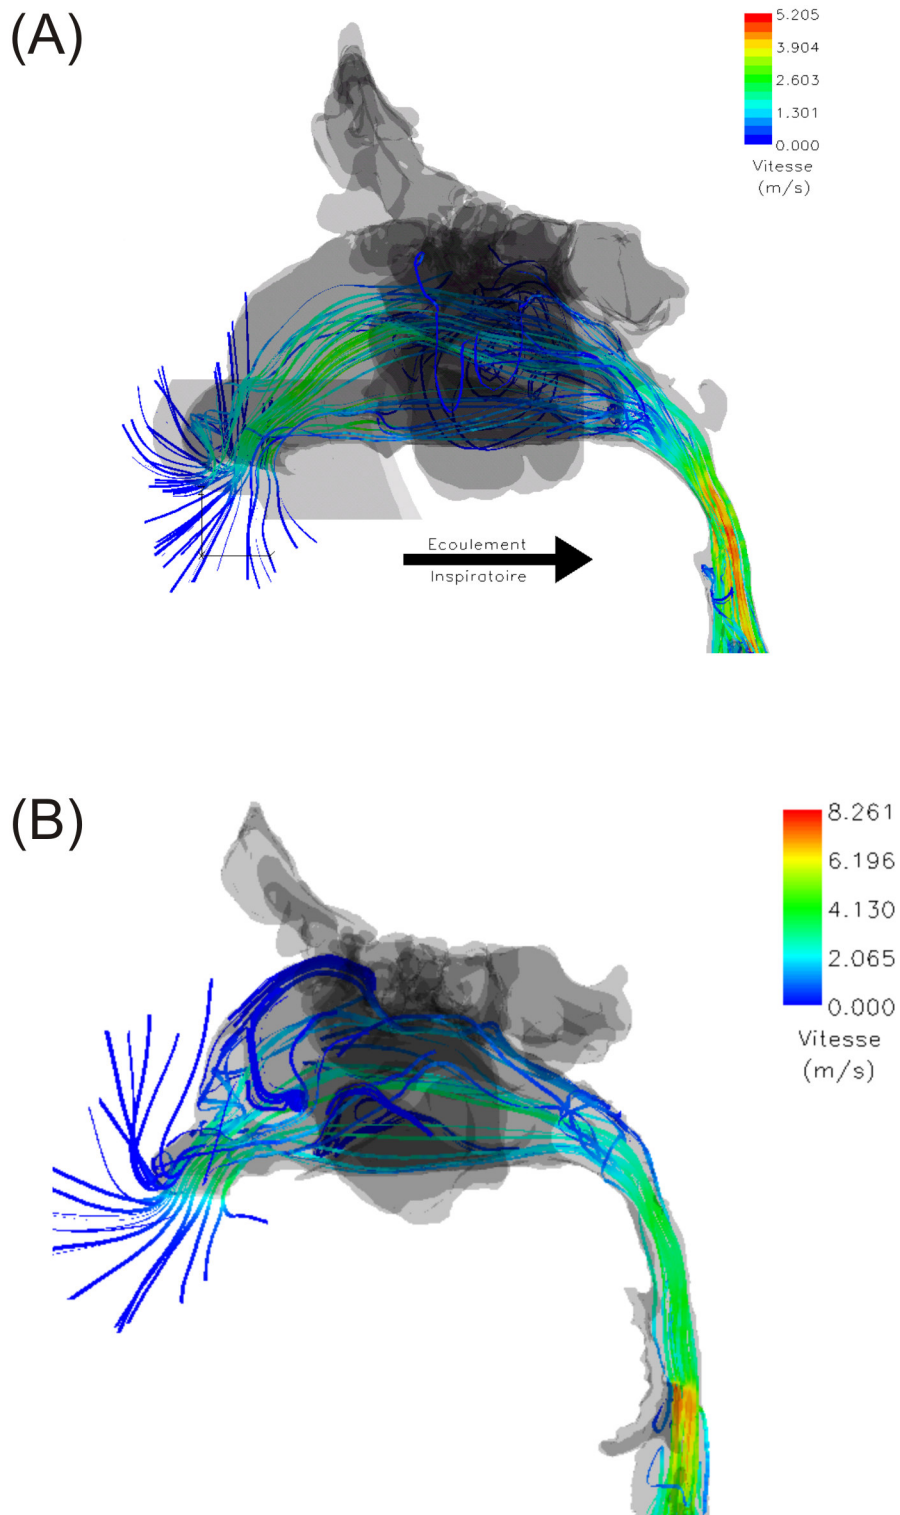 (A)
5.205
3.904
2.603
1.301
0.000
Vitesse
(m/s)
Ecoulement
Inspiratoire
(B)
8.261
6.196
4.130
2.065
0.000
Vitesse
(m/s)